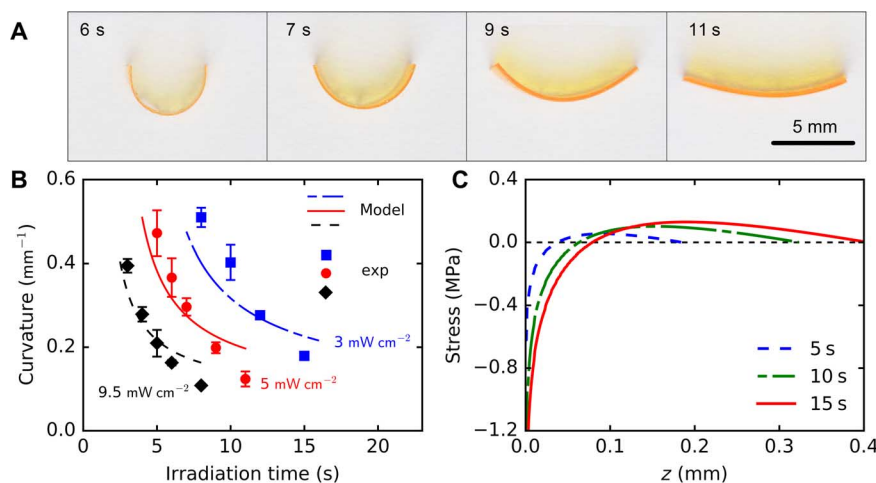 A
6 s
7 s
9 s
11 s
5 mm
B
0.6
0.4
0.2
0.0
Curvature (mm⁻¹)
Model
exp
3 mW cm⁻²
5 mW cm⁻²
9.5 mW cm⁻²
0 5 10 15 20
Irradiation time (s)
C
0.4
0.0
−0.4
−0.8
−1.2
Stress (MPa)
5 s
10 s
15 s
0.0 0.1 0.2 0.3 0.4
z (mm)